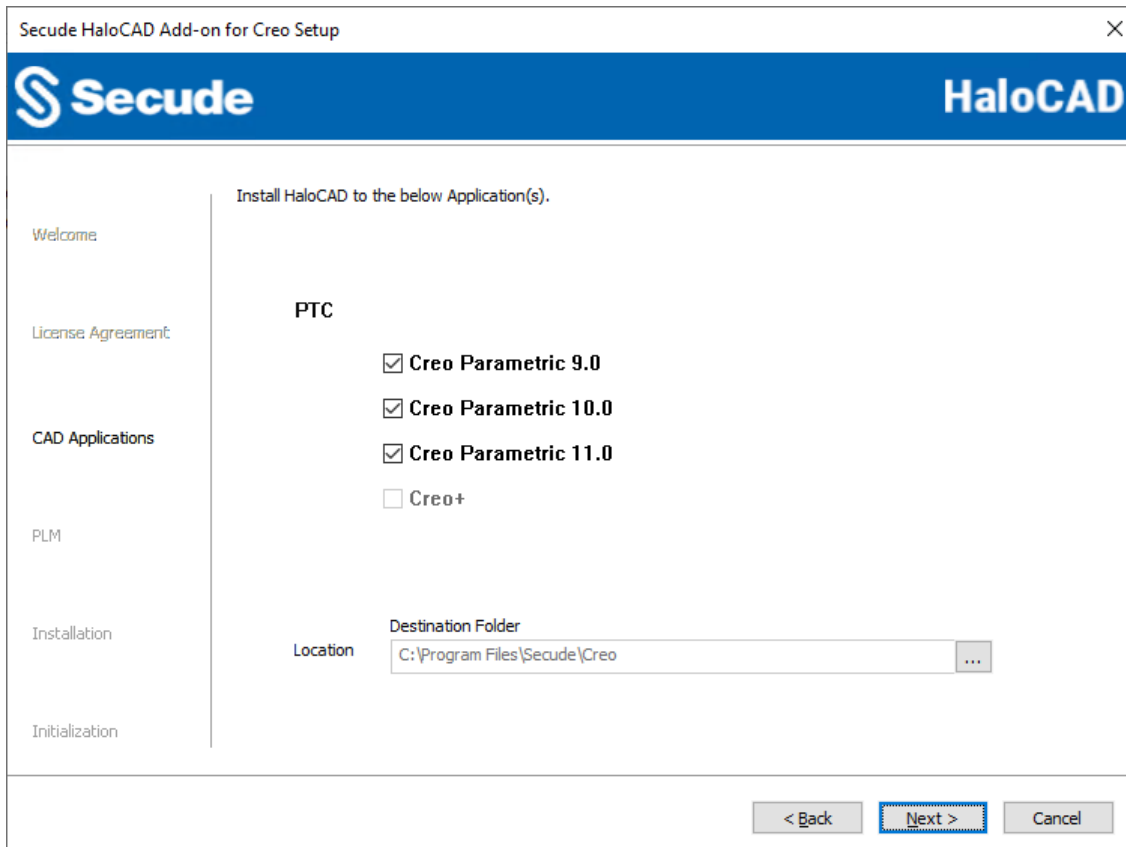 Secude HaloCAD Add-on for Creo Setup
Secude
HaloCAD
Install HaloCAD to the below Application(s).
Welcome
License Agreement
CAD Applications
PLM
Installation
Initialization
PTC
Creo Parametric 9.0
Creo Parametric 10.0
Creo Parametric 11.0
Creo+
Destination Folder
Location
C:\Program Files\Secude\Creo
...
< Back
Next >
Cancel